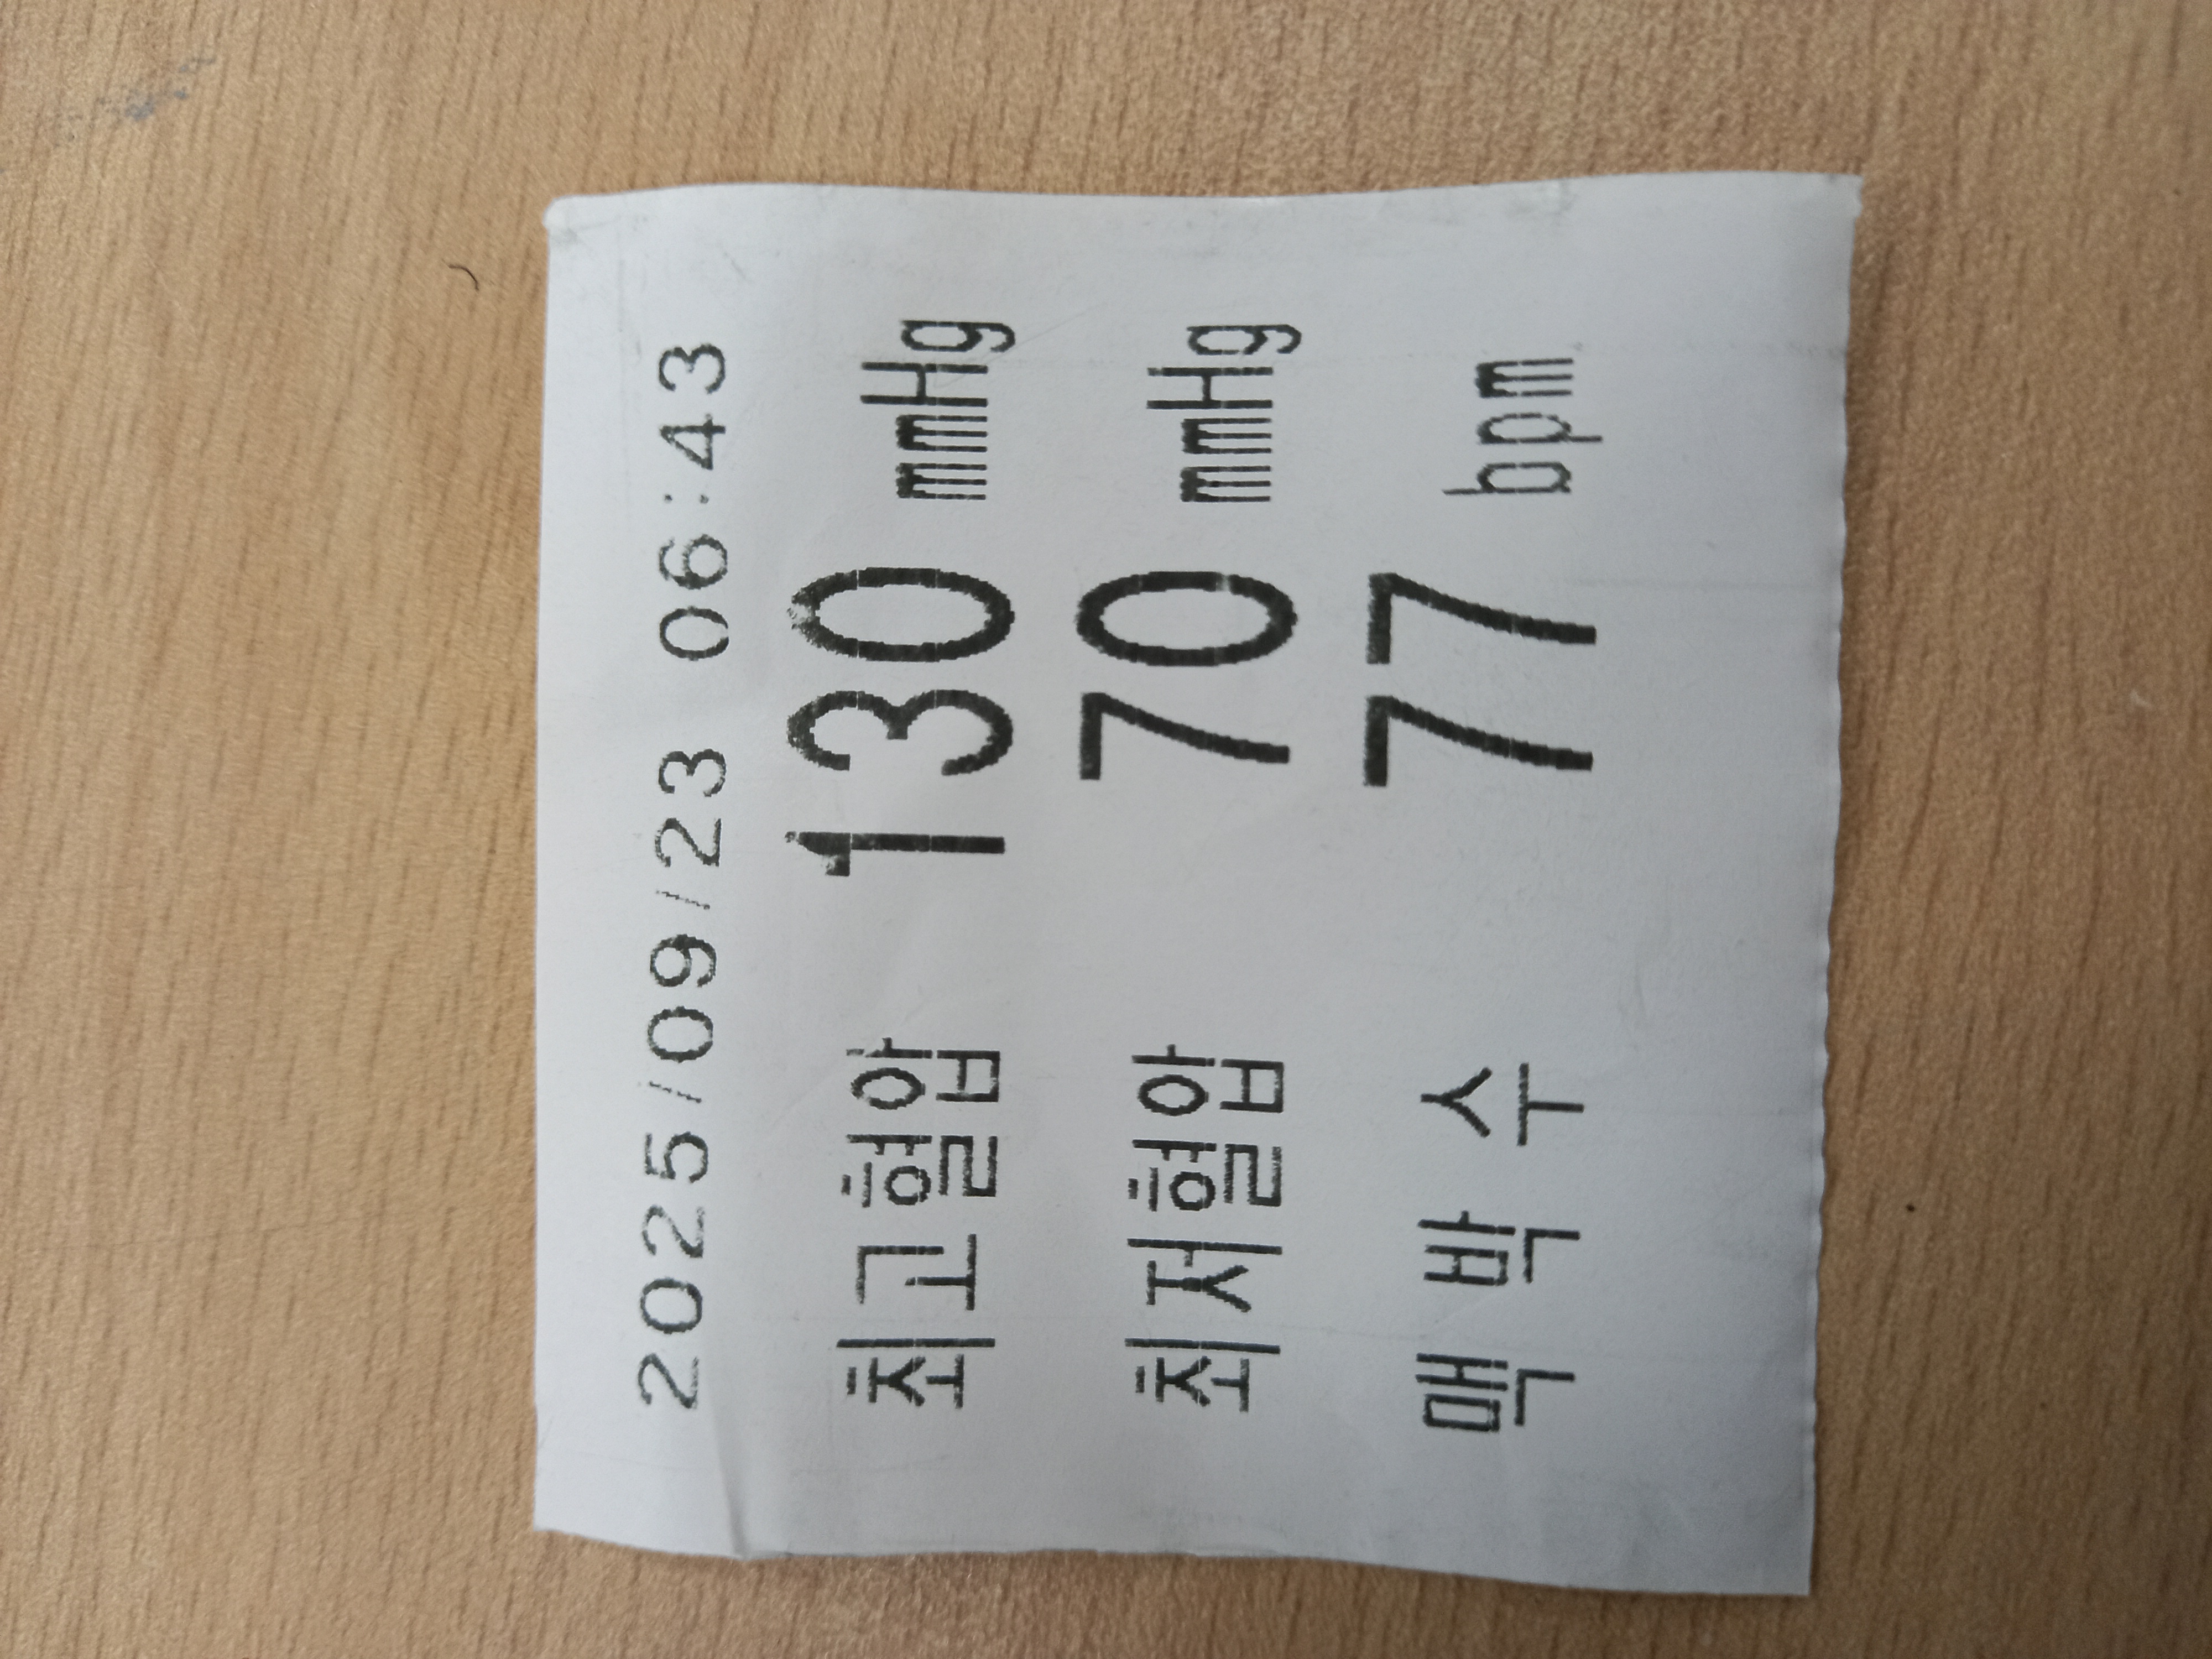 2025/09/23 06:43
최고혈압 130 mmHg
최저혈압 70 mmHg
맥 박 수 77 bpm